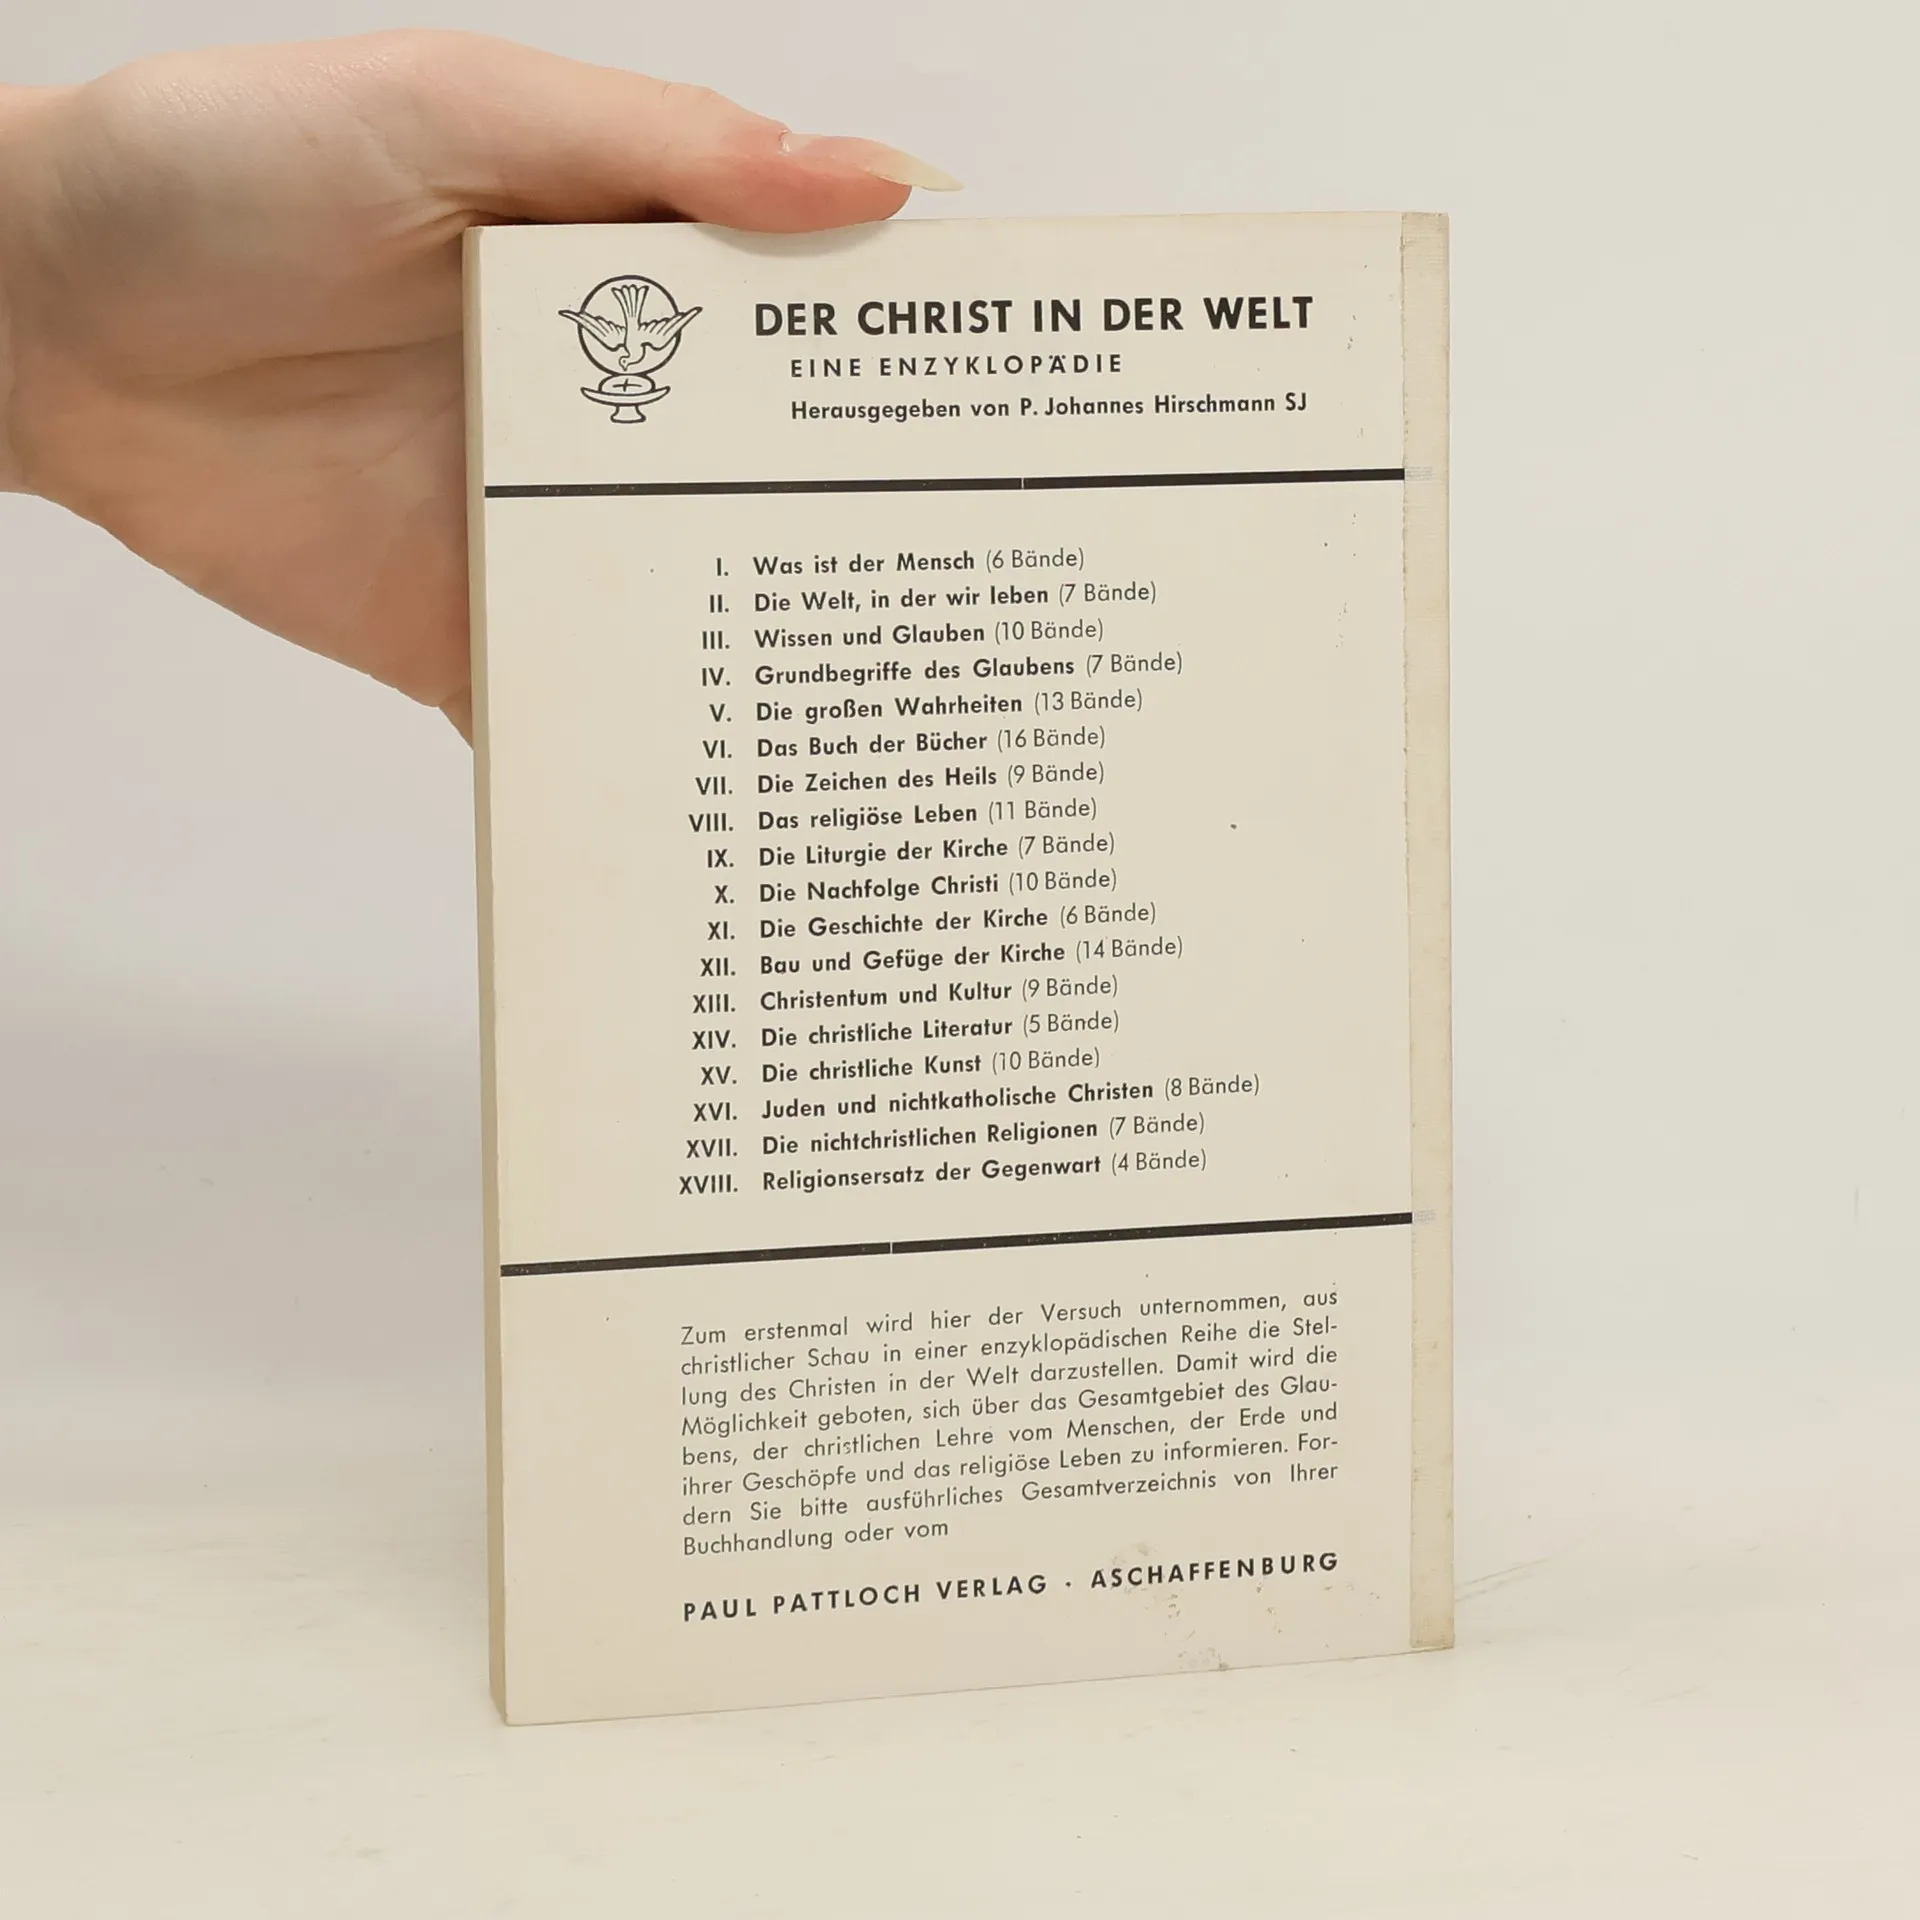 DER CHRIST IN DER WELT
EINE ENZYKLOPÄDIE
Herausgegeben von P. Johannes Hirschmann SJ
I. Was ist der Mensch (6 Bände)
II. Die Welt, in der wir leben (7 Bände)
III. Wissen und Glauben (10 Bände)
IV. Grundbegriffe des Glaubens (7 Bände)
V. Die großen Wahrheiten (13 Bände)
VI. Das Buch der Bücher (16 Bände)
VII. Die Zeichen des Heils (9 Bände)
VIII. Das religiöse Leben (11 Bände)
IX. Die Liturgie der Kirche (7 Bände)
X. Die Nachfolge Christi (10 Bände)
XI. Die Geschichte der Kirche (6 Bände)
XII. Bau und Gefüge der Kirche (14 Bände)
XIII. Christentum und Kultur (9 Bände)
XIV. Die christliche Literatur (5 Bände)
XV. Die christliche Kunst (10 Bände)
XVI. Juden und nichtkatholische Christen (8 Bände)
XVII. Die nichtchristlichen Religionen (7 Bände)
XVIII. Religionsersatz der Gegenwart (4 Bände)
Zum erstenmal wird hier der Versuch unternommen, aus
christlicher Schau in einer enzyklopädischen Reihe die Stel-
lung des Christen in der Welt darzustellen. Damit wird die
Möglichkeit geboten, sich über das Gesamtgebiet des Glau-
bens, der christlichen Lehre vom Menschen, der Erde und
ihrer Geschöpfe und das religiöse Leben zu informieren. For-
dern Sie bitte ausführliches Gesamtverzeichnis von Ihrer
Buchhandlung oder vom
PAUL PATTLOCH VERLAG · ASCHAFFENBURG